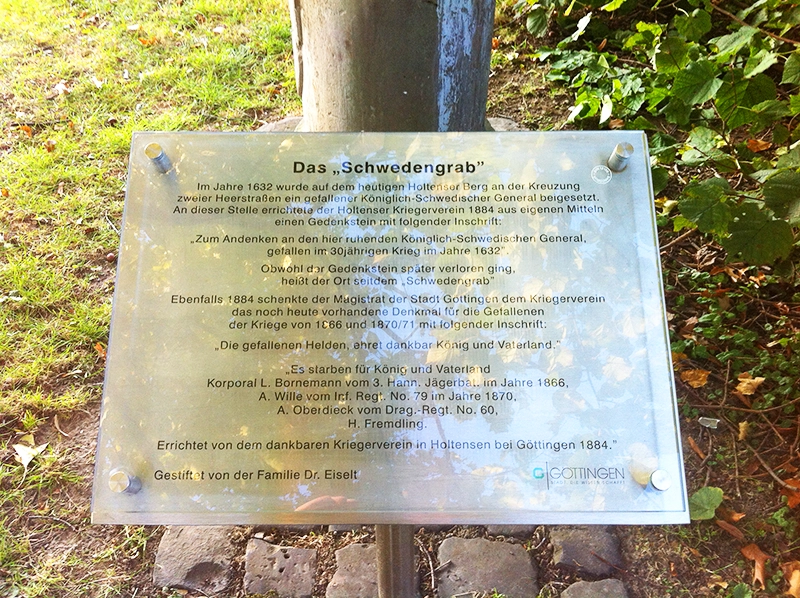 Das „Schwedengrab”
Im Jahre 1632 wurde auf dem heutigen Holtenser Berg an der Kreuzung
zweier Heerstraßen ein gefallener Königlich-Schwedischer General beigesetzt.
An dieser Stelle errichtete der Holtenser Kriegerverein 1884 aus eigenen Mitteln
einen Gedenkstein mit folgender Inschrift:
„Zum Andenken an den hier ruhenden Königlich-Schwedischen General,
gefallen im 30jährigen Krieg im Jahre 1632”.
Obwohl der Gedenkstein später verloren ging,
heißt der Ort seitdem „Schwedengrab”
Ebenfalls 1884 schenkte der Magistrat der Stadt Göttingen dem Kriegerverein
das noch heute vorhandene Denkmal für die Gefallenen
der Kriege von 1866 und 1870/71 mit folgender Inschrift:
„Die gefallenen Helden, ehret dankbar König und Vaterland.”
„Es starben für König und Vaterland
Korporal L. Bornemann vom 3. Hann. Jägerbat. im Jahre 1866,
A. Wille vom Inf. Regt. No. 79 im Jahre 1870,
A. Oberdieck vom Drag.-Regt. No. 60,
H. Fremdling.
Errichtet von dem dankbaren Kriegerverein in Holtensen bei Göttingen 1884.”
Gestiftet von der Familie Dr. Eiselt
GÖTTINGEN
STADT, DIE WISSEN SCHAFFT